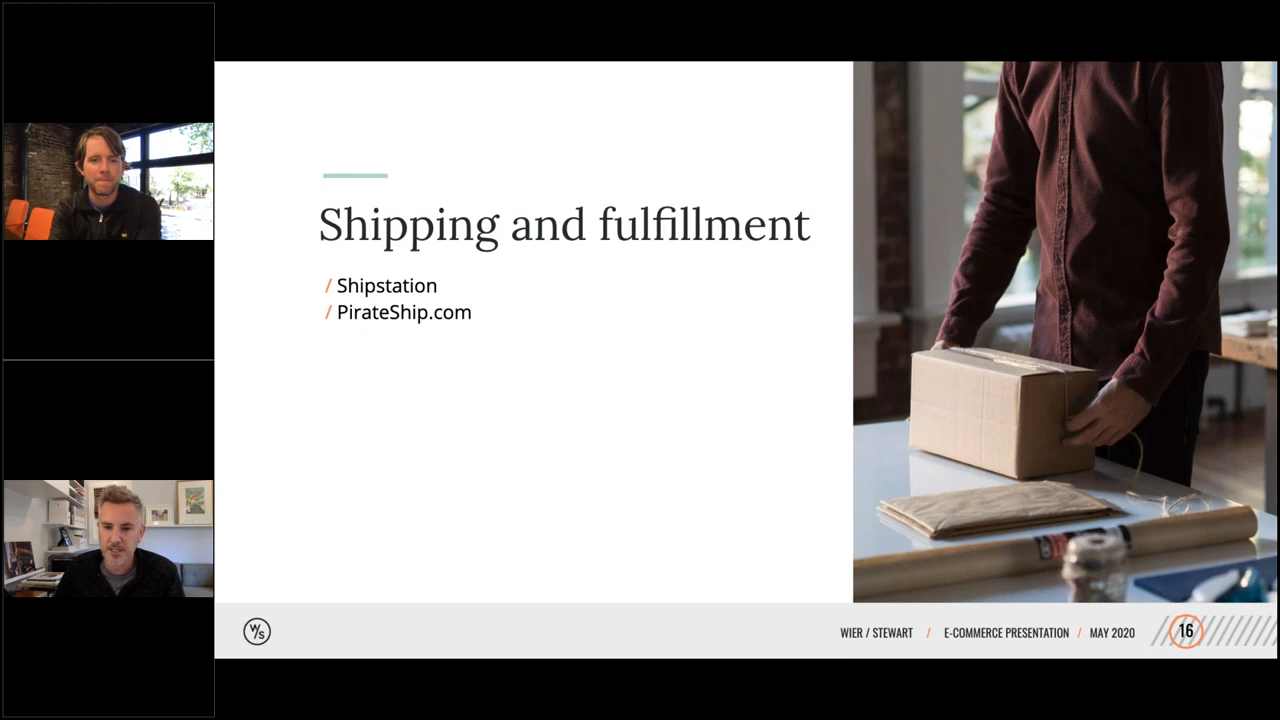 Shipping and fulfillment
/ Shipstation
/ PirateShip.com
W/S
WIER / STEWART / E-COMMERCE PRESENTATION / MAY 2020
16